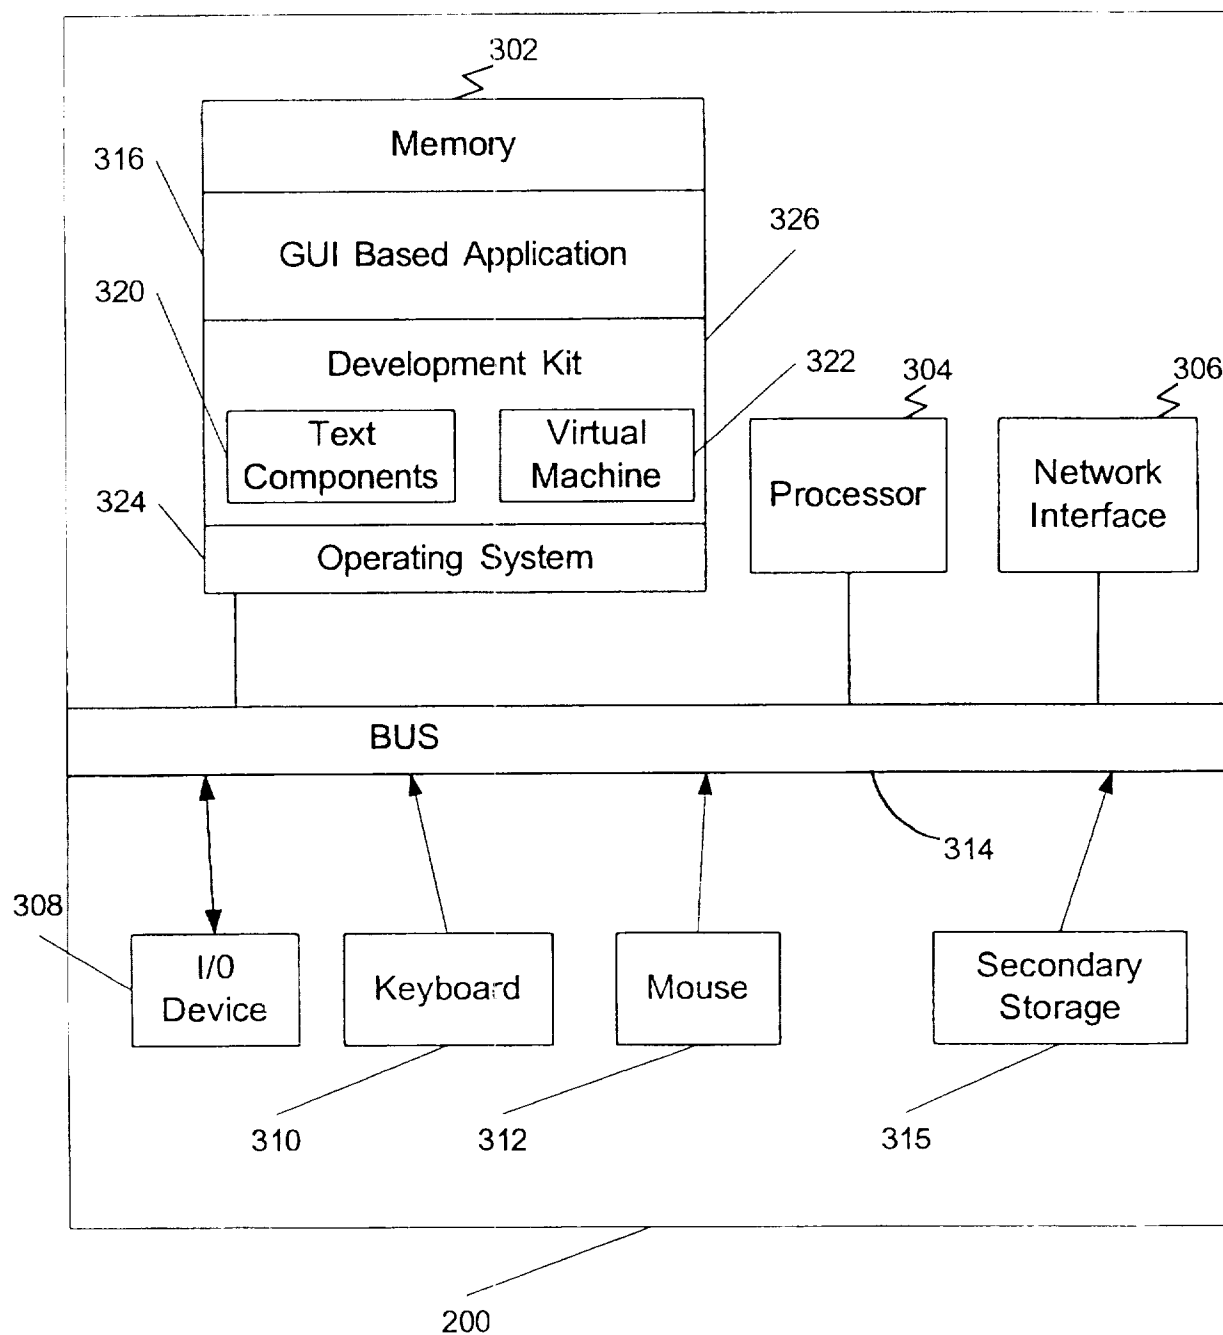 302
Memory
316
GUI Based Application
326
320
Development Kit
322
304
306
Text
Components
Virtual
Machine
Processor
Network
Interface
324
Operating System
BUS
314
308
I/0
Device
Keyboard
Mouse
Secondary
Storage
310
312
315
200